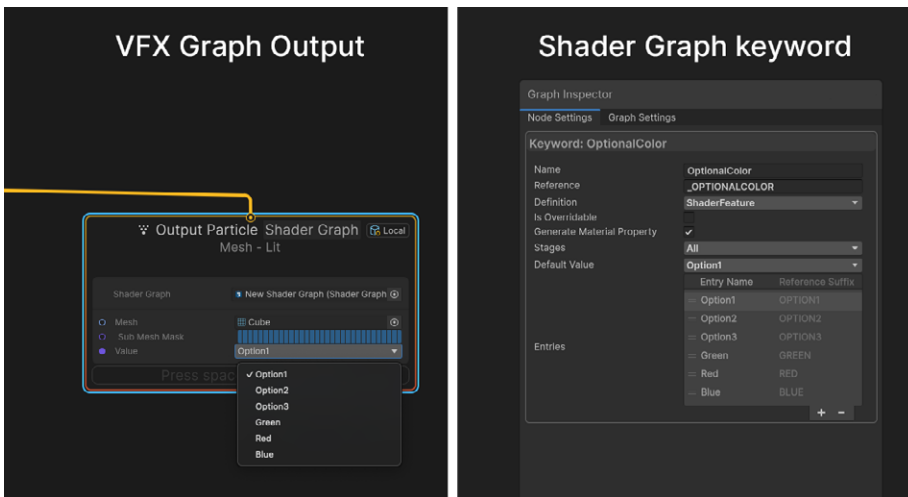 VFX Graph Output
Output Particle Shader Graph Local
Mesh - Lit
Shader Graph New Shader Graph (Shader Graph
Mesh Cube
Sub Mesh Mask
Value Option1
Press spac
Option1
Option2
Option3
Green
Red
Blue
Shader Graph keyword
Graph Inspector
Node Settings Graph Settings
Keyword: OptionalColor
Name OptionalColor
Reference _OPTIONALCOLOR
Definition ShaderFeature
Is Overridable
Generate Material Property
Stages All
Default Value Option1
Entry Name Reference Suffix
Option1 OPTION1
Option2 OPTION2
Option3 OPTION3
Entries
Green GREEN
Red RED
Blue BLUE
+ -